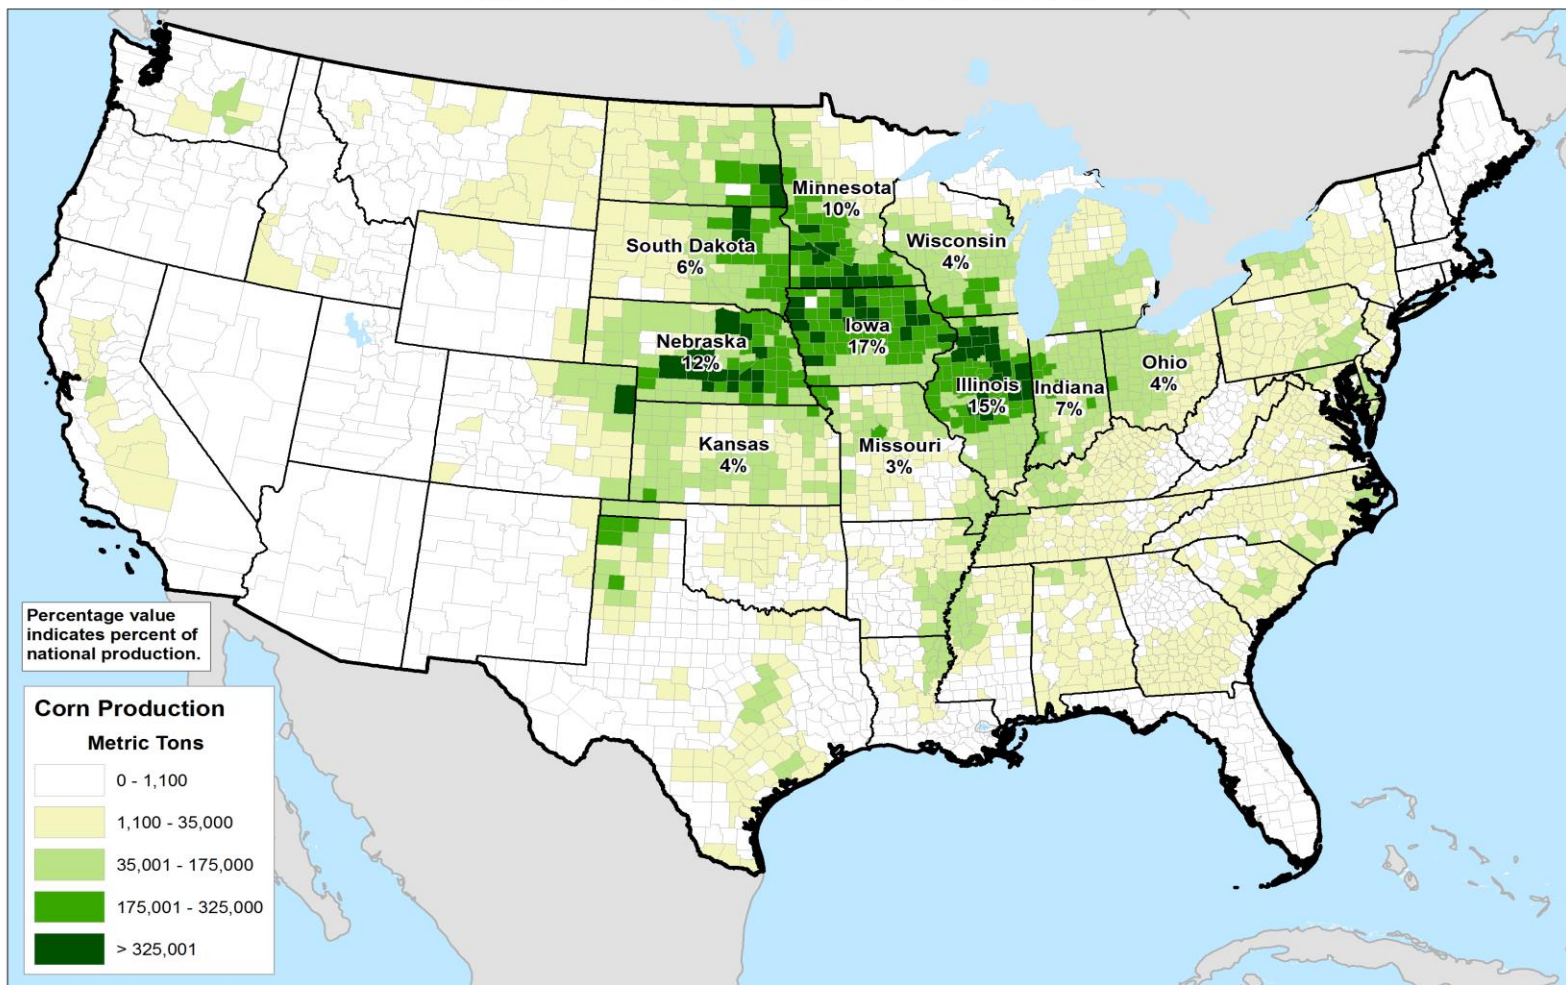 Minnesota
10%
South Dakota
6%
Wisconsin
4%
Iowa
17%
Nebraska
12%
Illinois
15%
Indiana
7%
Ohio
4%
Kansas
4%
Missouri
3%
Percentage value
indicates percent of
national production.
Corn Production
Metric Tons
0 - 1,100
1,100 - 35,000
35,001 - 175,000
175,001 - 325,000
> 325,001